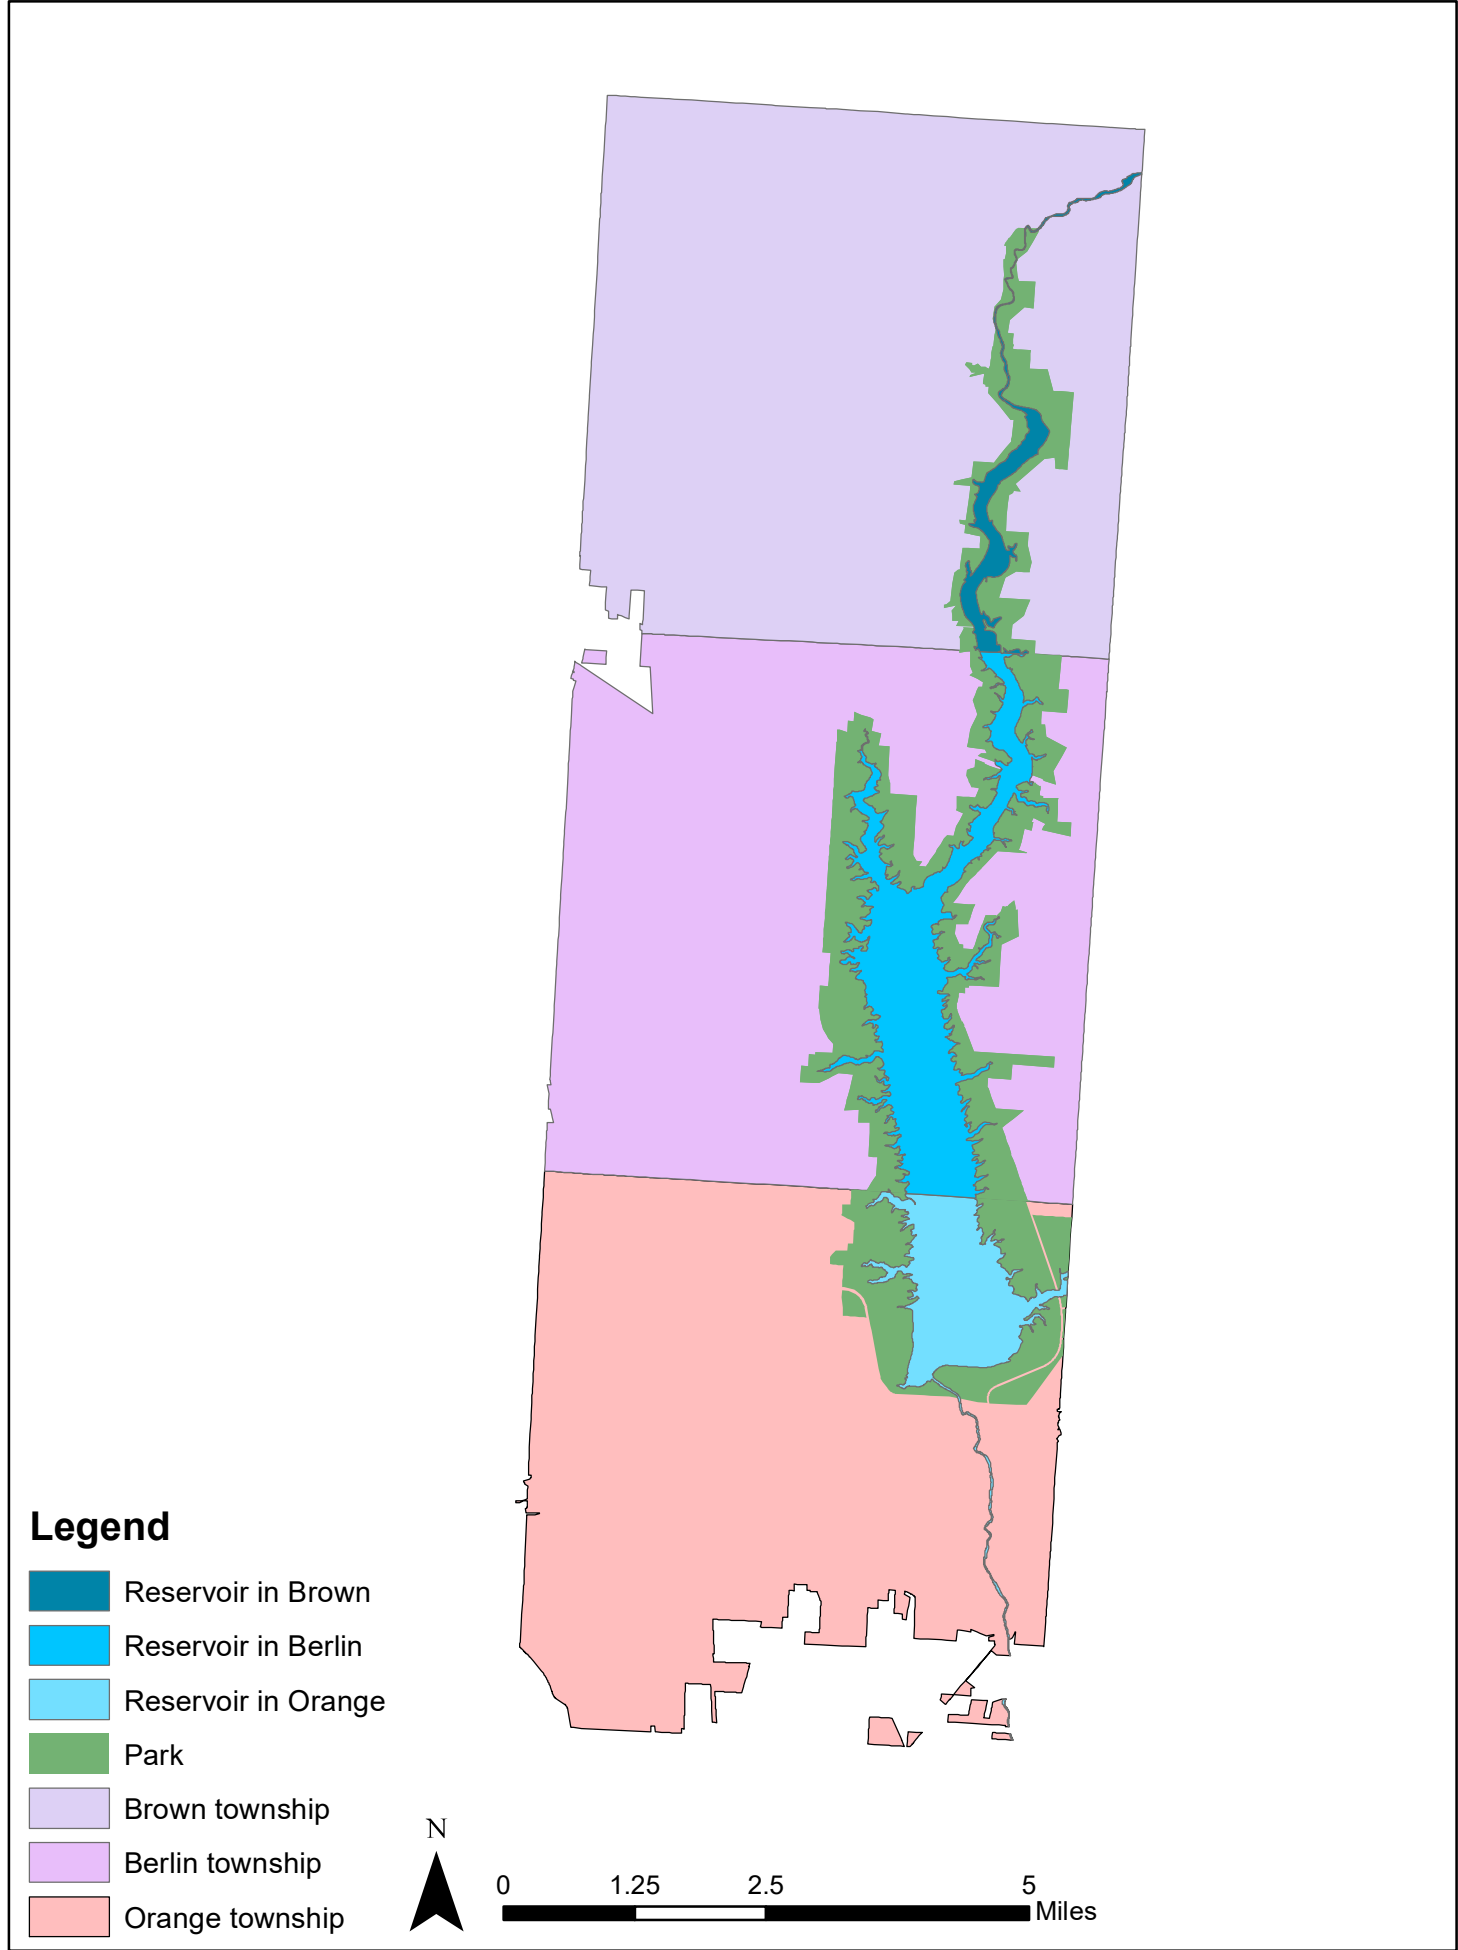 Legend
Reservoir in Brown
Reservoir in Berlin
Reservoir in Orange
Park
Brown township
Berlin township
Orange township
N
0 1.25 2.5 5
Miles